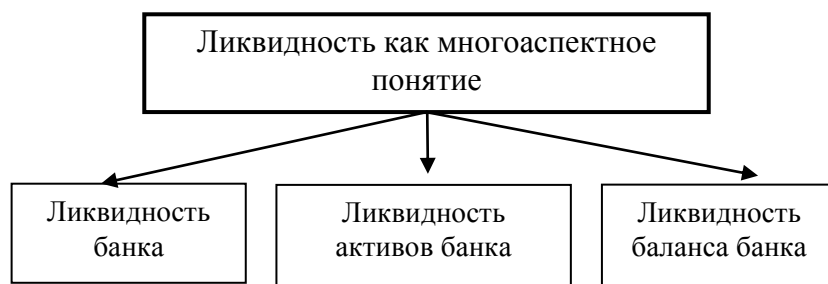 Ликвидность как многоаспектное
понятие
Ликвидность
банка
Ликвидность
активов банка
Ликвидность
баланса банка